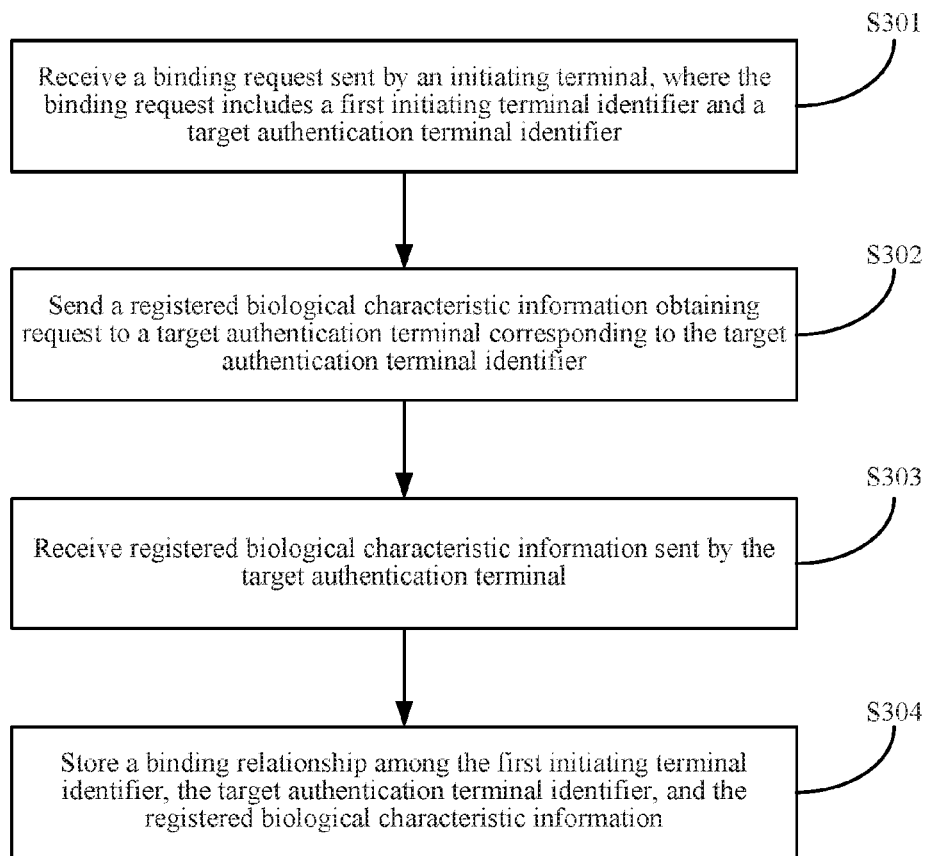 S301
Receive a binding request sent by an initiating terminal, where the
binding request includes a first initiating terminal identifier and a
target authentication terminal identifier
S302
Send a registered biological characteristic information obtaining
request to a target authentication terminal corresponding to the target
authentication terminal identifier
S303
Receive registered biological characteristic information sent by the
target authentication terminal
S304
Store a binding relationship among the first initiating terminal
identifier, the target authentication terminal identifier, and the
registered biological characteristic information